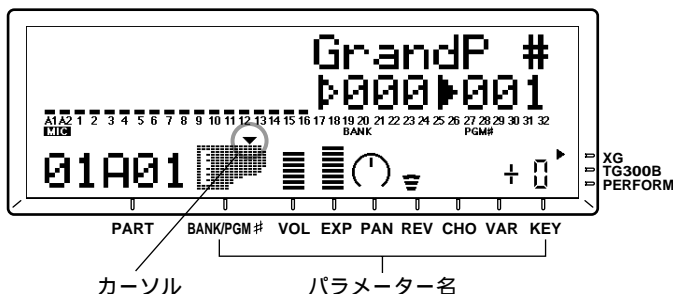 GrandP #
000 001
A1 A2 1 2 3 4 5 6 7 8 9 10 11 12 13 14 15 16 17 18 19 20 21 22 23 24 25 26 27 28 29 30 31 32
MIC BANK PGM#
01A01 + 0
XG
TG300B
PERFORM
PART BANK/PGM♯ VOL EXP PAN REV CHO VAR KEY
カーソル パラメーター名